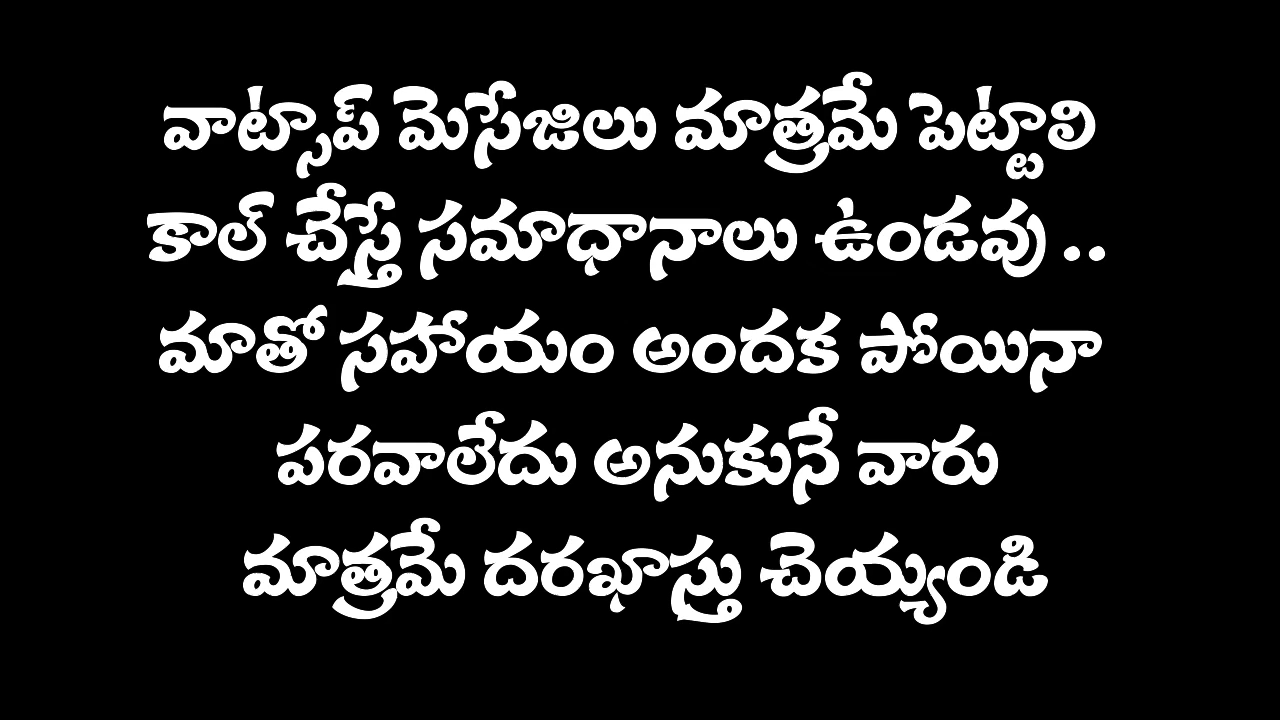 వాట్సాప్ మెసేజిలు మాత్రమే పెట్టాలి
కాల్ చేస్తే సమాధానాలు ఉండవు ..
మాతో సహాయం అందక పోయినా
పరవాలేదు అనుకునే వారు
మాత్రమే దరఖాస్తు చెయ్యండి